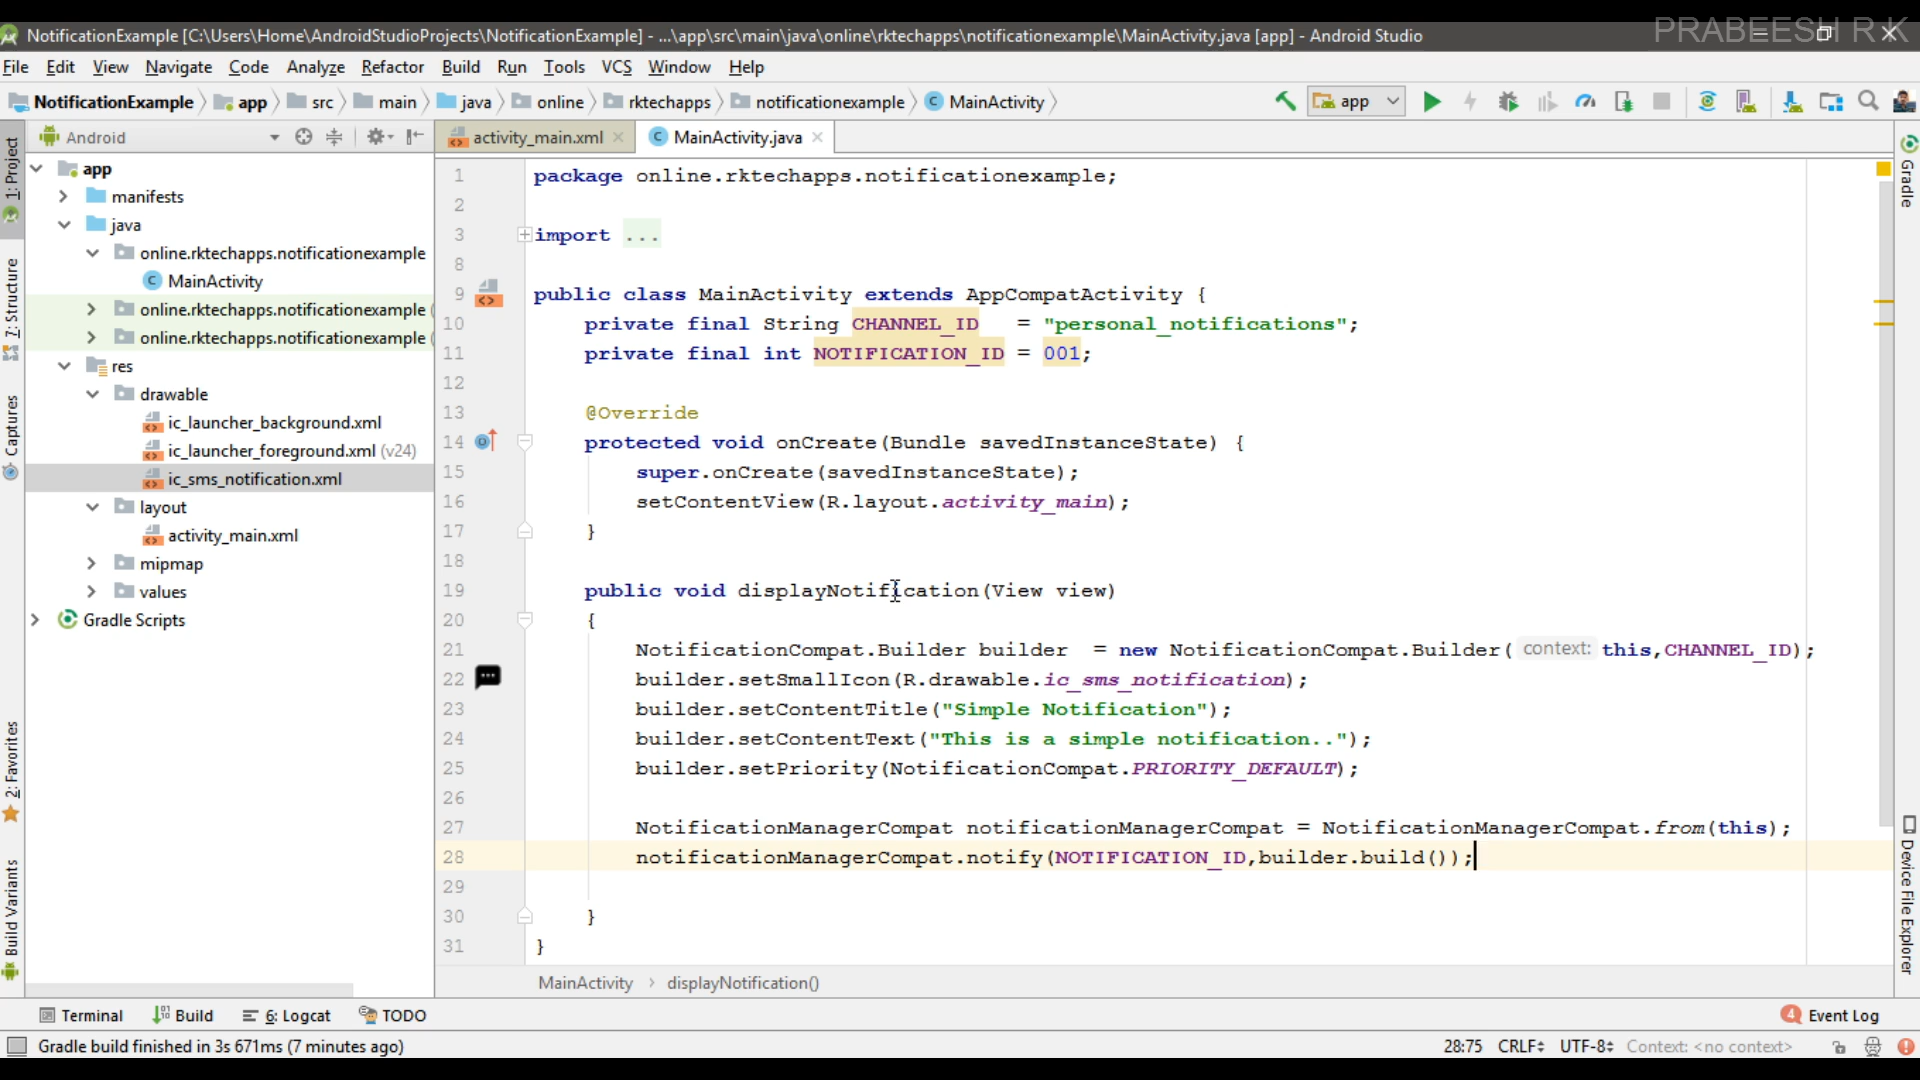 PRABEESH R K
NotificationExample [C:\Users\Home\AndroidStudioProjects\NotificationExample] - ...\app\src\main\java\online\rktechapps\notificationexample\MainActivity.java [app] - Android Studio
File Edit View Navigate Code Analyze Refactor Build Run Tools VCS Window Help
NotificationExample app src main java online rktechapps notificationexample MainActivity app
Android
activity_main.xml MainActivity.java
1: Project
7: Structure
Captures
2: Favorites
Build Variants
app
manifests
java
online.rktechapps.notificationexample
MainActivity
online.rktechapps.notificationexample (
online.rktechapps.notificationexample (
res
drawable
ic_launcher_background.xml
ic_launcher_foreground.xml (v24)
ic_sms_notification.xml
layout
activity_main.xml
mipmap
values
Gradle Scripts
1 package online.rktechapps.notificationexample;
2
3 import ...
8
9 public class MainActivity extends AppCompatActivity {
10 private final String CHANNEL_ID = "personal_notifications";
11 private final int NOTIFICATION_ID = 001;
12
13 @Override
14 protected void onCreate(Bundle savedInstanceState) {
15 super.onCreate(savedInstanceState);
16 setContentView(R.layout.activity_main);
17 }
18
19 public void displayNotification(View view)
20 {
21 NotificationCompat.Builder builder = new NotificationCompat.Builder( context: this,CHANNEL_ID);
22 builder.setSmallIcon(R.drawable.ic_sms_notification);
23 builder.setContentTitle("Simple Notification");
24 builder.setContentText("This is a simple notification..");
25 builder.setPriority(NotificationCompat.PRIORITY_DEFAULT);
26
27 NotificationManagerCompat notificationManagerCompat = NotificationManagerCompat.from(this);
28 notificationManagerCompat.notify(NOTIFICATION_ID,builder.build());
29
30 }
31 }
MainActivity > displayNotification()
Gradle
Device File Explorer
Terminal Build 6: Logcat TODO 4 Event Log
Gradle build finished in 3s 671ms (7 minutes ago) 28:75 CRLF UTF-8 Context: <no context>